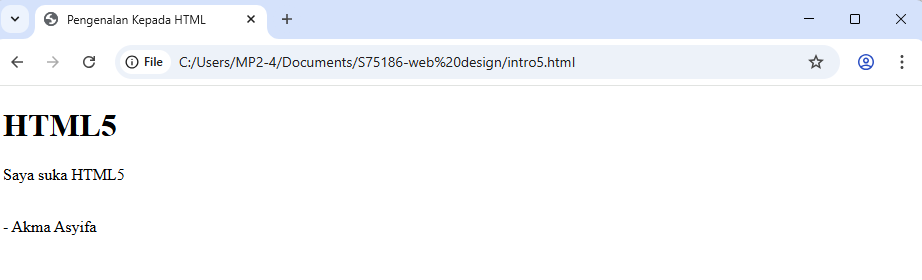 Pengenalan Kepada HTML
File C:/Users/MP2-4/Documents/S75186-web%20design/intro5.html
HTML5
Saya suka HTML5
- Akma Asyifa